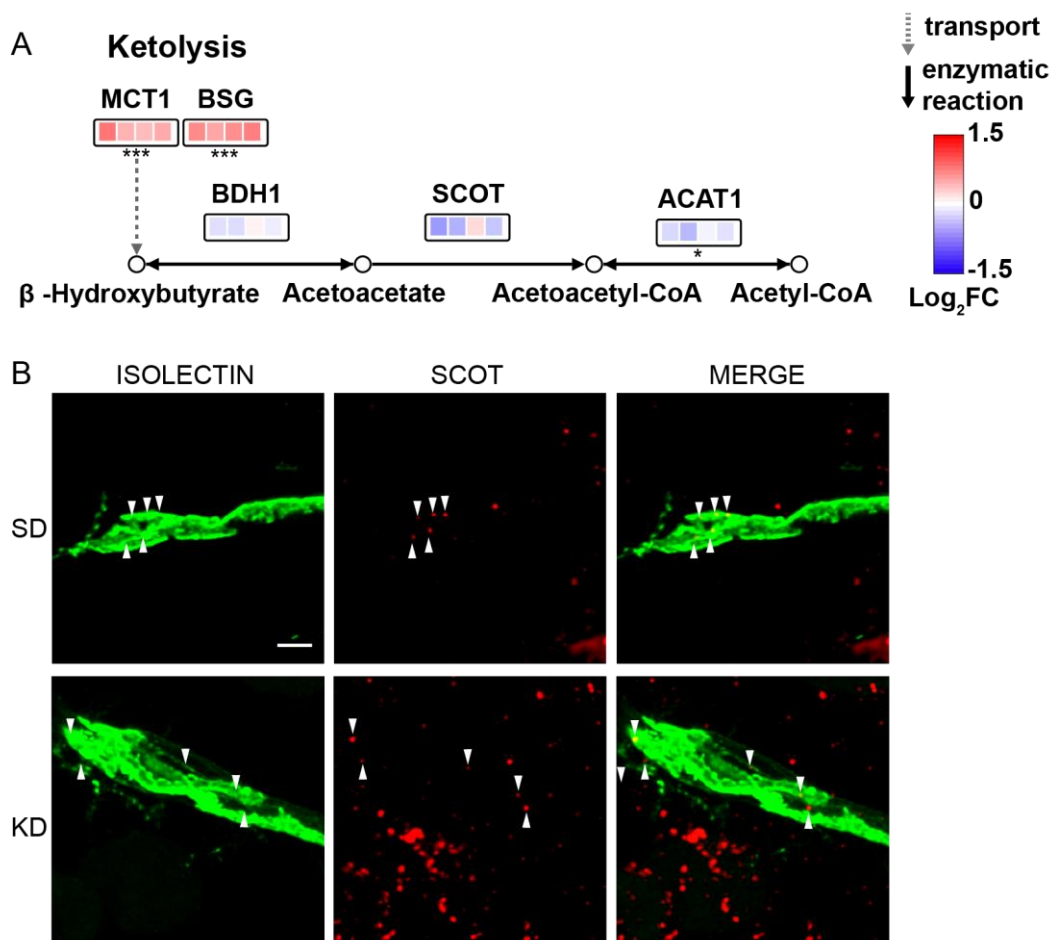 A
Ketolysis
transport
enzymatic
reaction
MCT1 BSG
*** ***
BDH1 SCOT ACAT1
*
1.5
0
-1.5
Log2FC
β -Hydroxybutyrate Acetoacetate Acetoacetyl-CoA Acetyl-CoA
B
ISOLECTIN SCOT MERGE
SD
KD